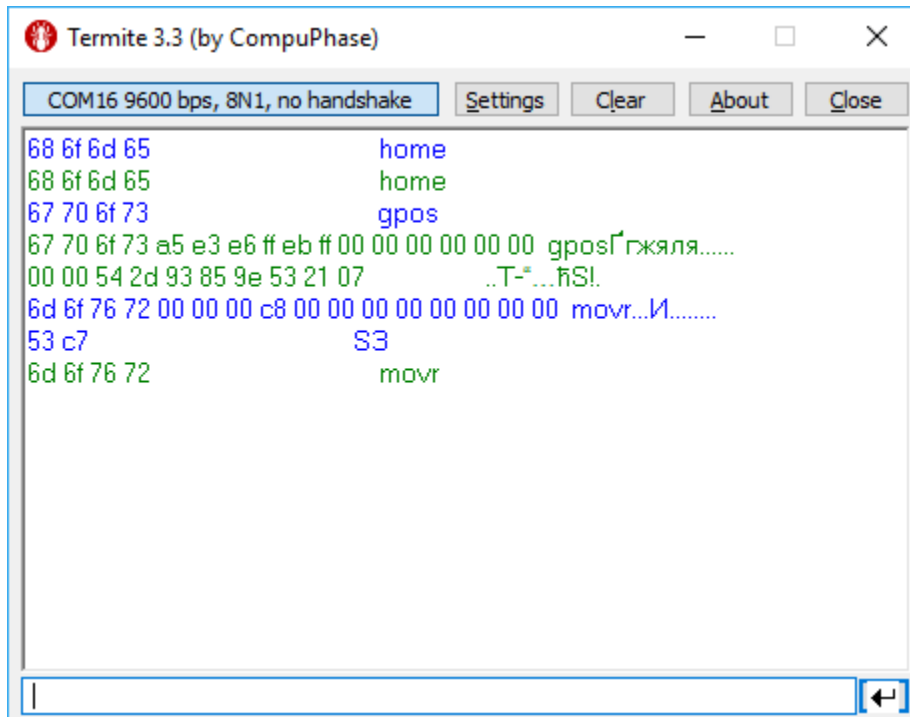 Termite 3.3 (by CompuPhase)
COM16 9600 bps, 8N1, no handshake Settings Clear About Close
68 6f 6d 65 home
68 6f 6d 65 home
67 70 6f 73 gpos
67 70 6f 73 a5 e3 e6 ff eb ff 00 00 00 00 00 00 gposҐгжяля......
00 00 54 2d 93 85 9e 53 21 07 ..T-“…ћS!.
6d 6f 76 72 00 00 00 c8 00 00 00 00 00 00 00 00 movr...И........
53 c7 SЗ
6d 6f 76 72 movr